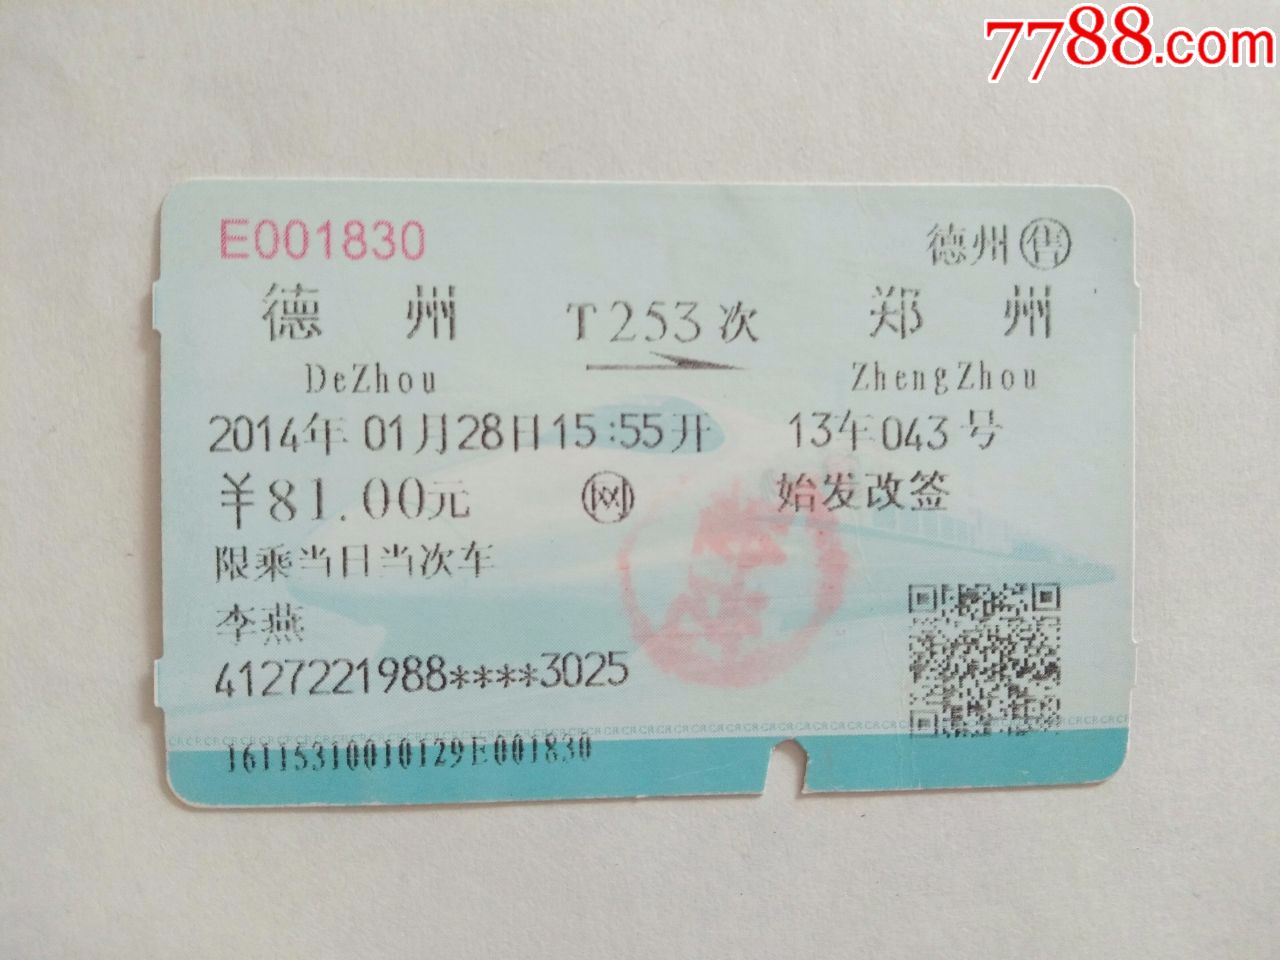 7788.com
E001830
德州售
德 州 T253次 郑 州
DeZhou ZhengZhou
2014年01月28日15:55开 13车043号
￥81.00元 网 始发改签
限乘当日当次车
李燕
4127221988****3025
16115310010129E001830